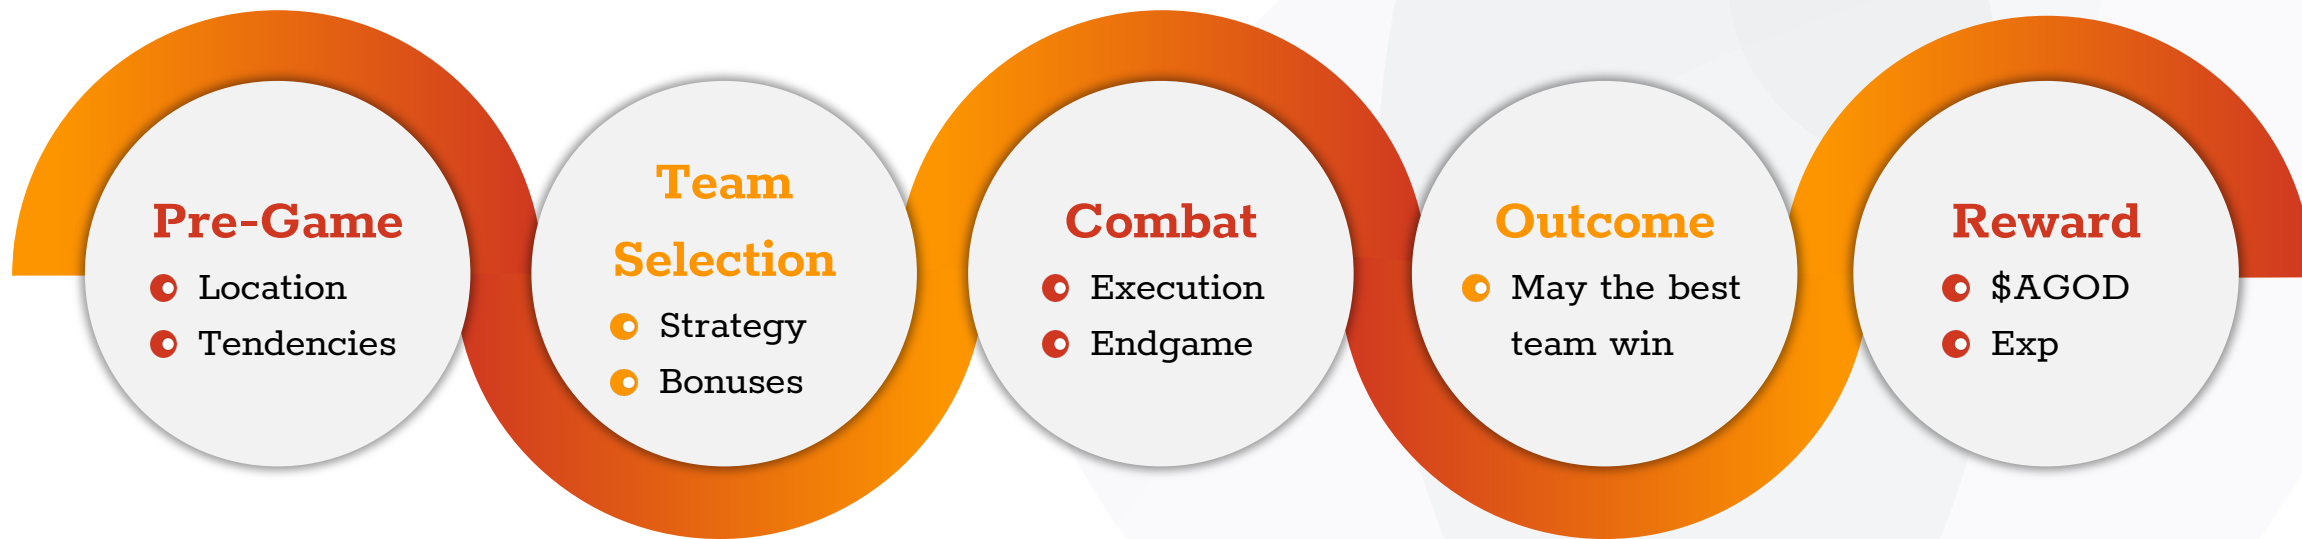 Pre-Game
Location
Tendencies
Team
Selection
Strategy
Bonuses
Combat
Execution
Endgame
Outcome
May the best
team win
Reward
$AGOD
Exp